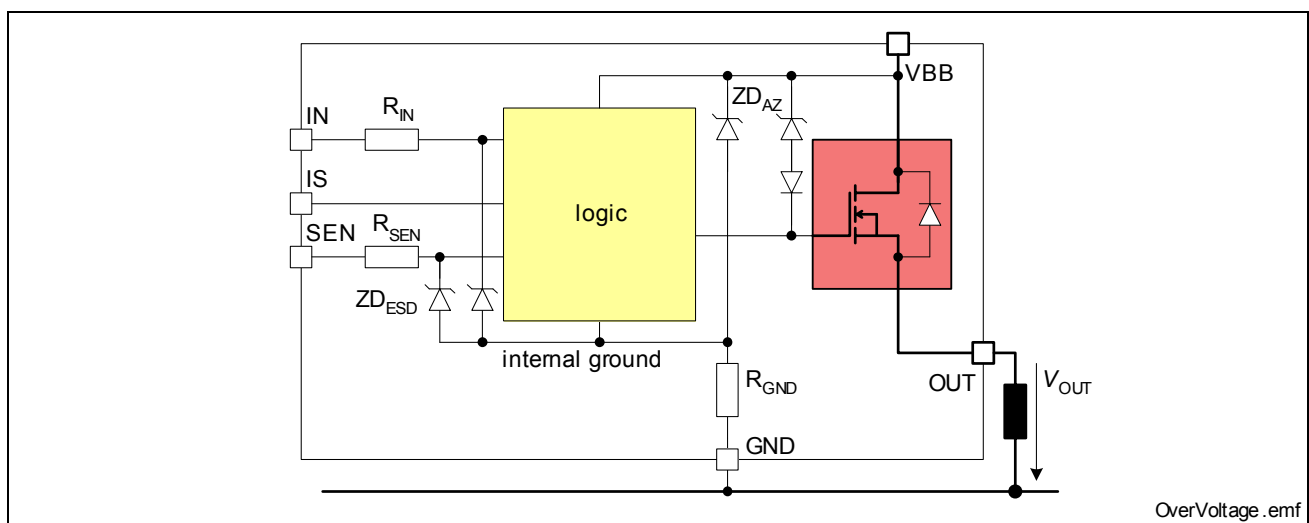 VBB
ZD_AZ
IN
R_IN
IS
logic
SEN
R_SEN
ZD_ESD
internal ground
R_GND
OUT
V_OUT
GND
OverVoltage.emf